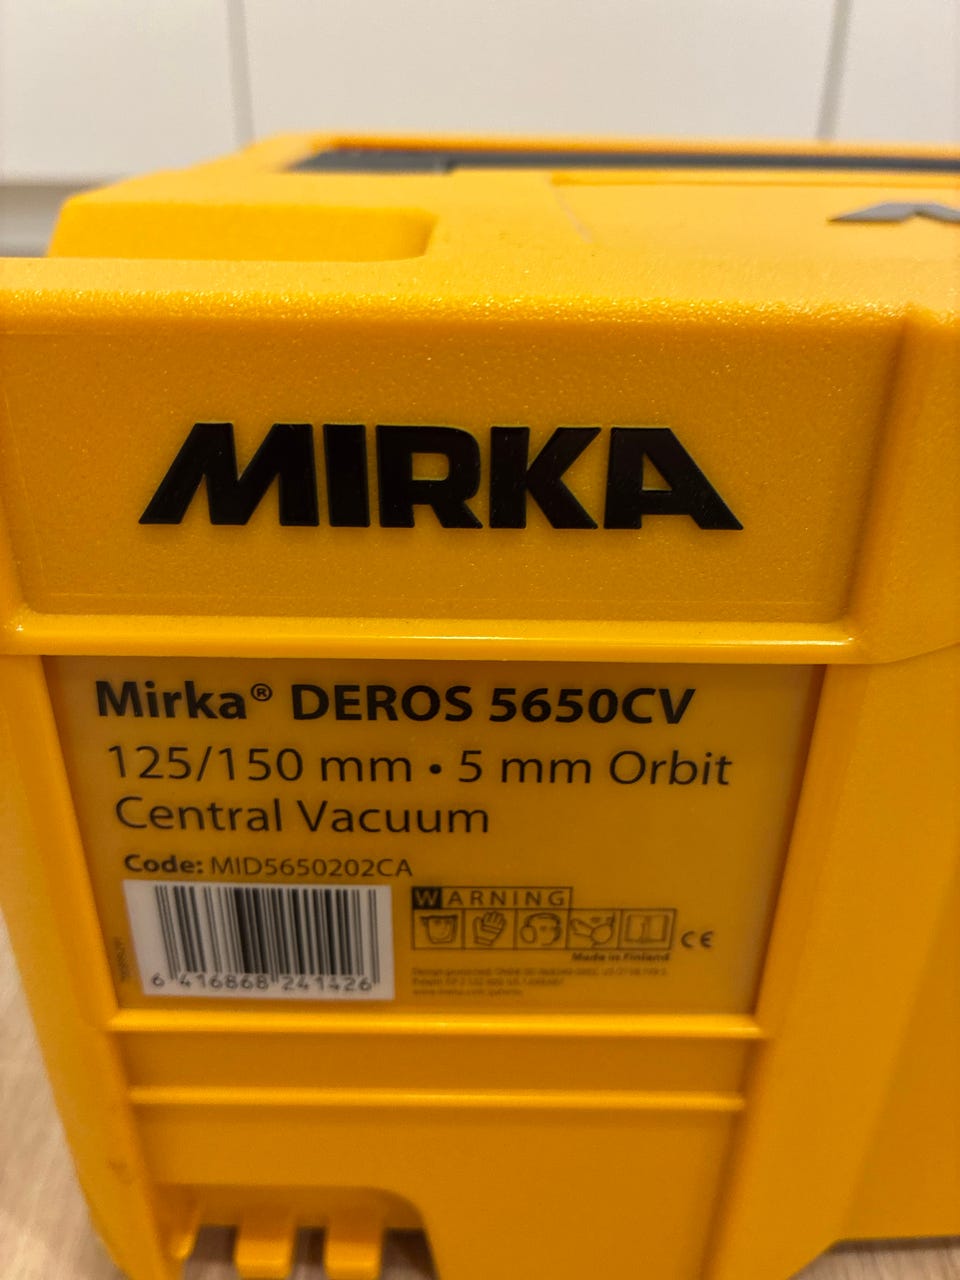 MIRKA
Mirka® DEROS 5650CV
125/150 mm • 5 mm Orbit
Central Vacuum
Code: MID5650202CA
WARNING
CE
Made in Finland
6 416868 241426